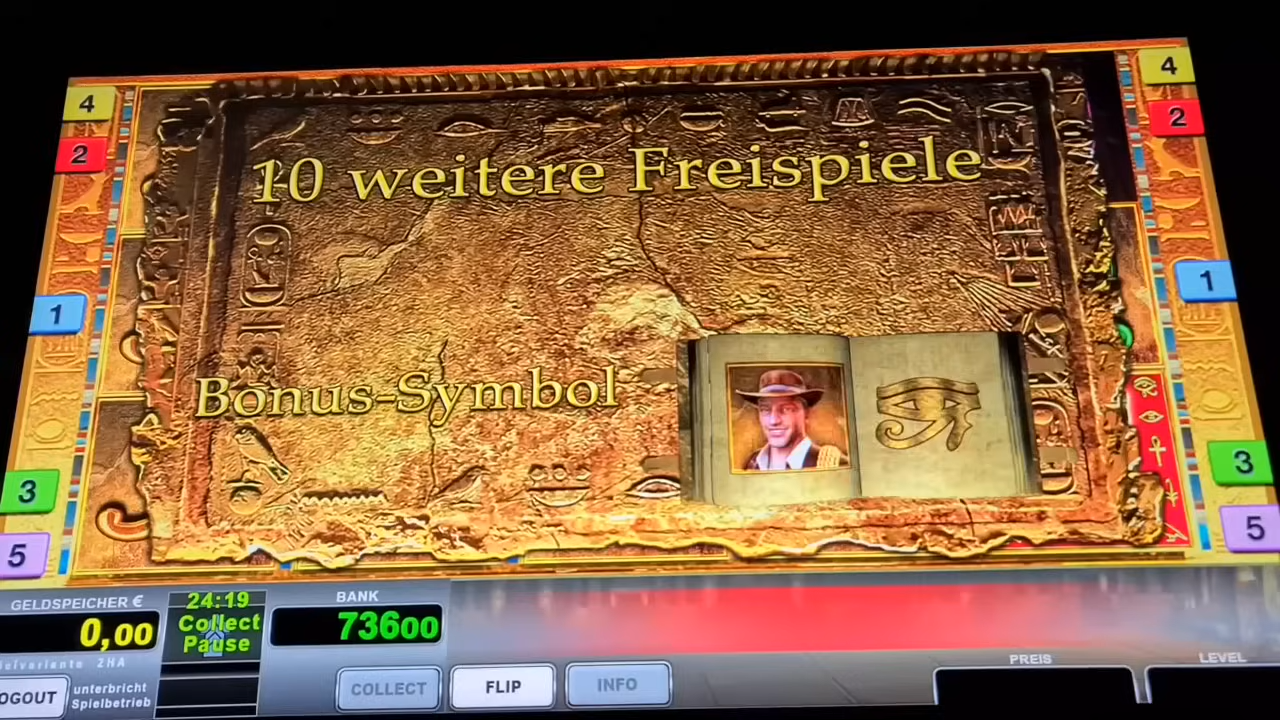 4
4
2
2
10 weitere Freispiele
1
1
Bonus-Symbol
3
3
5
5
GELDSPEICHER €
0,00
24:19
Collect
Pause
BANK
73600
2HA
OGOUT
unterbricht
Spielbetrieb
COLLECT
FLIP
INFO
PREIS
LEVEL